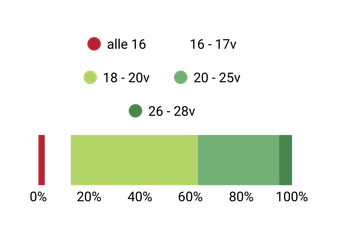 alle 16 16 - 17v
18 - 20v 20 - 25v
26 - 28v
0% 20% 40% 60% 80% 100%